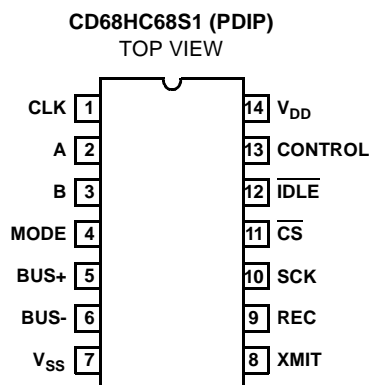 CD68HC68S1 (PDIP)
TOP VIEW
CLK 1 14 VDD
A 2 13 CONTROL
B 3 12 IDLE
MODE 4 11 CS
BUS+ 5 10 SCK
BUS- 6 9 REC
VSS 7 8 XMIT